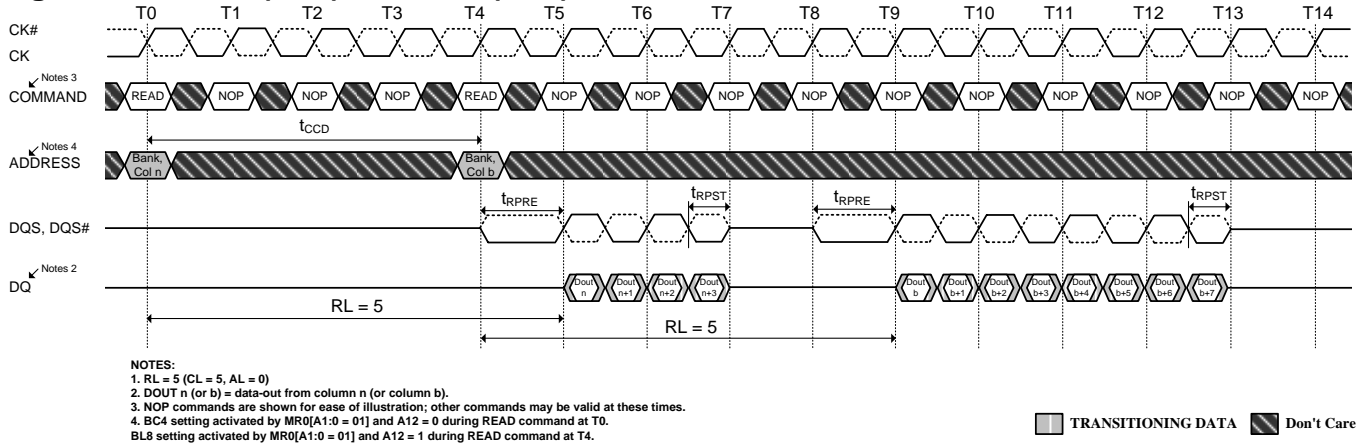 T0 T1 T2 T3 T4 T5 T6 T7 T8 T9 T10 T11 T12 T13 T14
CK#
CK
Notes 3
COMMAND
READ NOP NOP NOP READ NOP NOP NOP NOP NOP NOP NOP NOP NOP NOP
tCCD
Notes 4
ADDRESS
Bank, Col n
Bank, Col b
tRPRE
tRPST
tRPRE
tRPST
DQS, DQS#
Notes 2
DQ
Dout n
Dout n+1
Dout n+2
Dout n+3
Dout b
Dout b+1
Dout b+2
Dout b+3
Dout b+4
Dout b+5
Dout b+6
Dout b+7
RL = 5
RL = 5
NOTES:
1. RL = 5 (CL = 5, AL = 0)
2. DOUT n (or b) = data-out from column n (or column b).
3. NOP commands are shown for ease of illustration; other commands may be valid at these times.
4. BC4 setting activated by MR0[A1:0 = 01] and A12 = 0 during READ command at T0.
BL8 setting activated by MR0[A1:0 = 01] and A12 = 1 during READ command at T4.
TRANSITIONING DATA
Don't Care